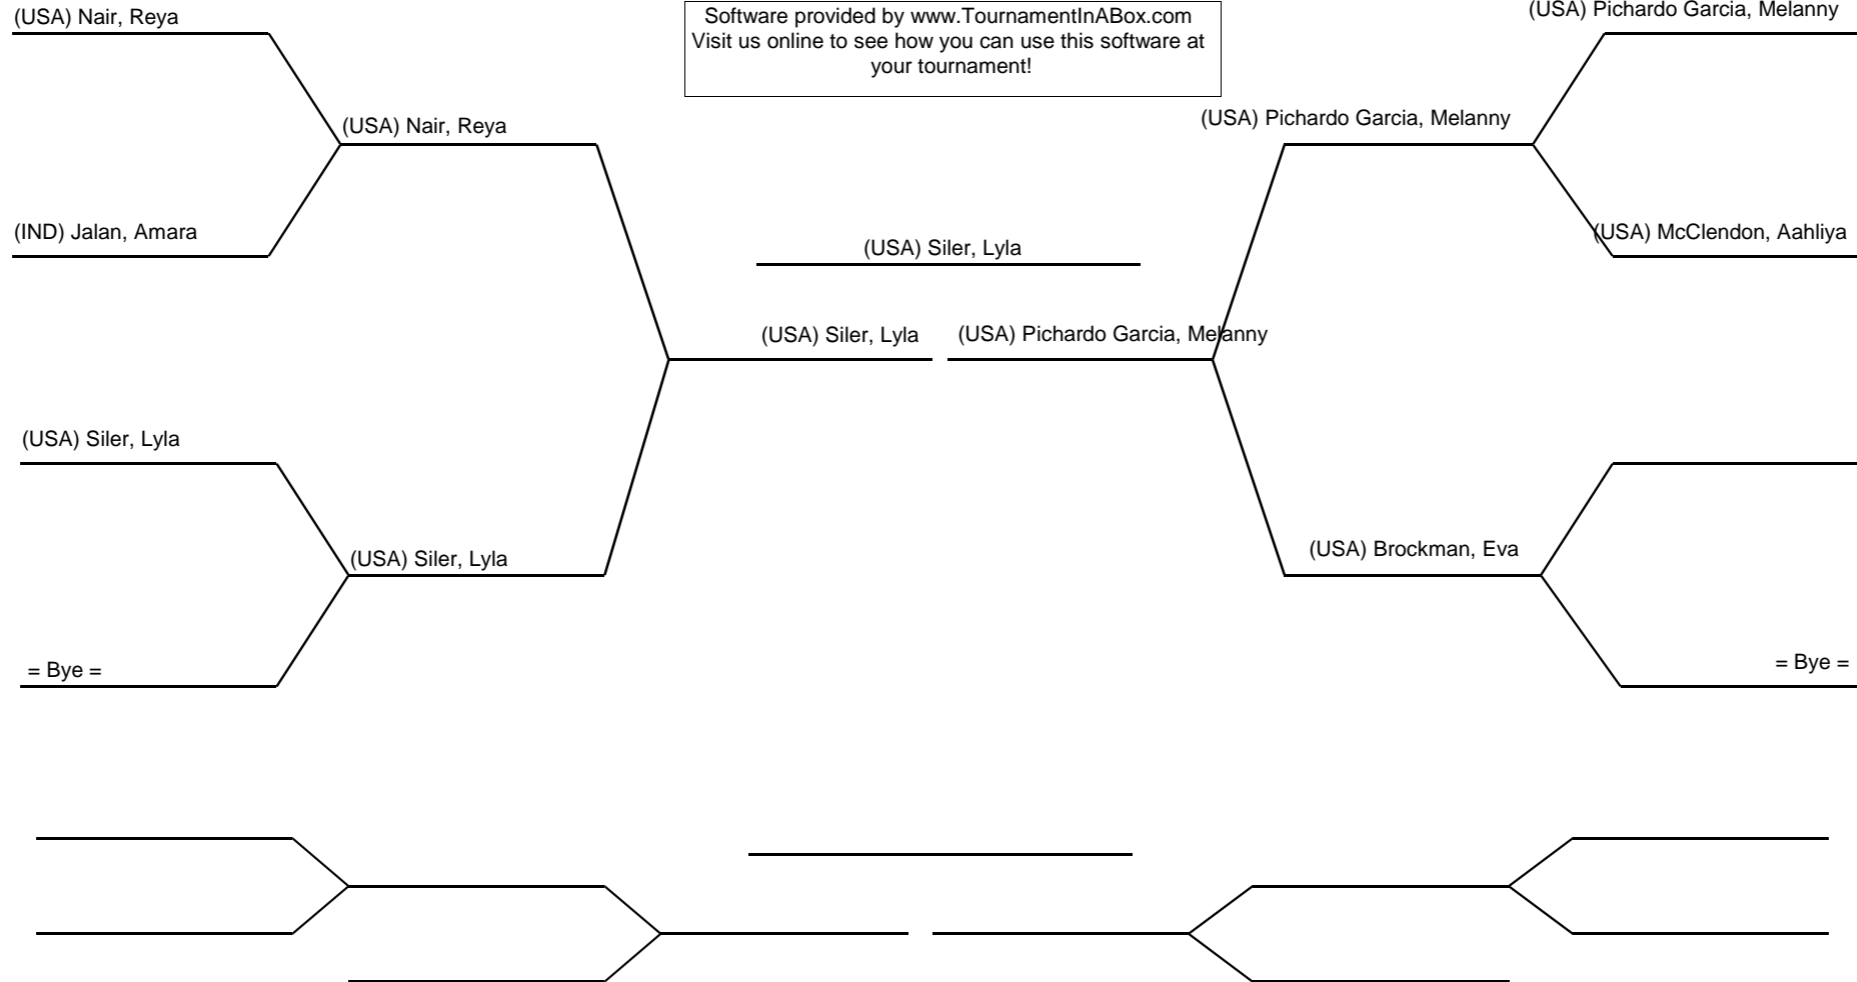 (USA) Nair, Reya
Software provided by www.TournamentInABox.com
Visit us online to see how you can use this software at
your tournament!
(USA) Pichardo Garcia, Melanny
(USA) Nair, Reya
(USA) Pichardo Garcia, Melanny
(IND) Jalan, Amara
(USA) Siler, Lyla
(USA) McClendon, Aahliya
(USA) Siler, Lyla
(USA) Pichardo Garcia, Melanny
(USA) Siler, Lyla
(USA) Siler, Lyla
(USA) Brockman, Eva
= Bye =
= Bye =